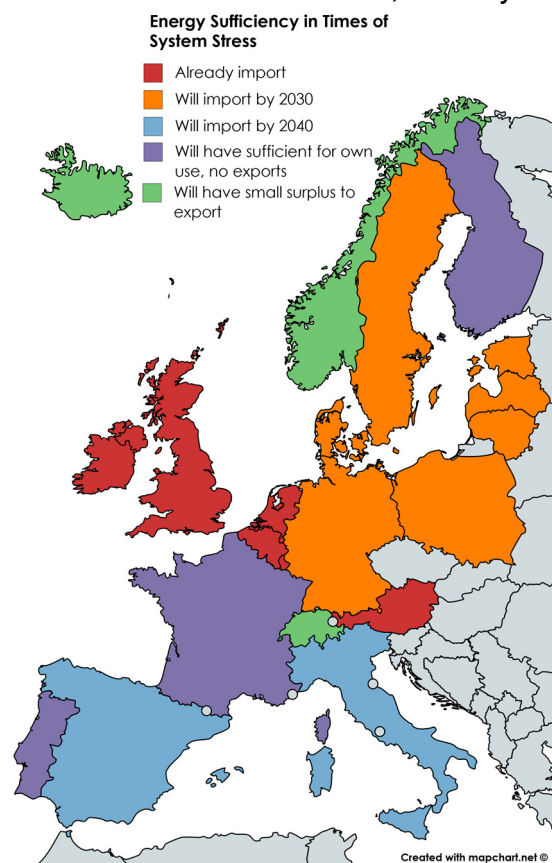 Energy Sufficiency in Times of
System Stress
Already import
Will import by 2030
Will import by 2040
Will have sufficient for own
use, no exports
Will have small surplus to
export
Created with mapchart.net ©